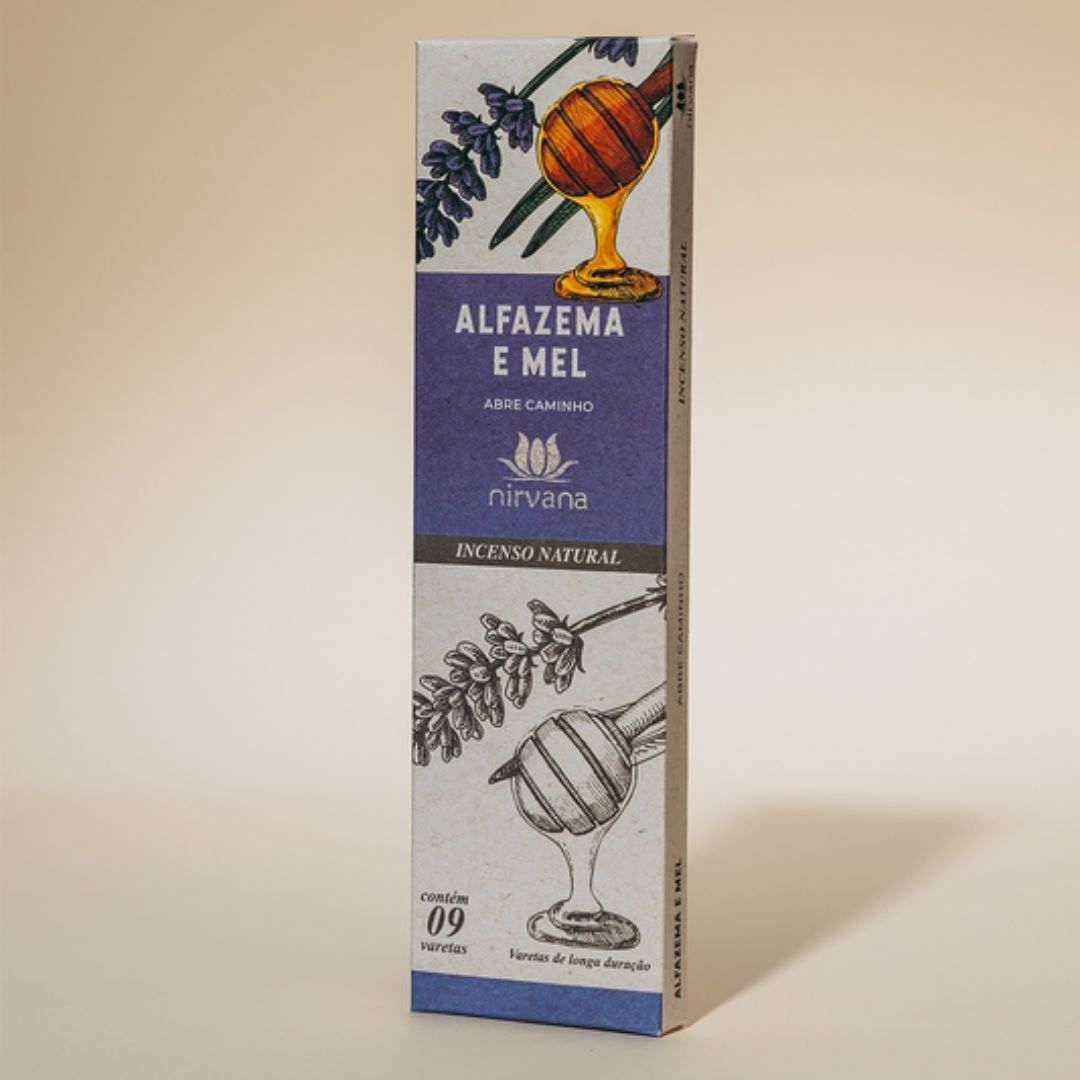 ALFAZEMA
E MEL
ABRE CAMINHO
nirvana
INCENSO NATURAL
contém
09
varetas
Varetas de longa duração
nirvana
INCENSO NATURAL
ABRE CAMINHO
ALFAZEMA E MEL